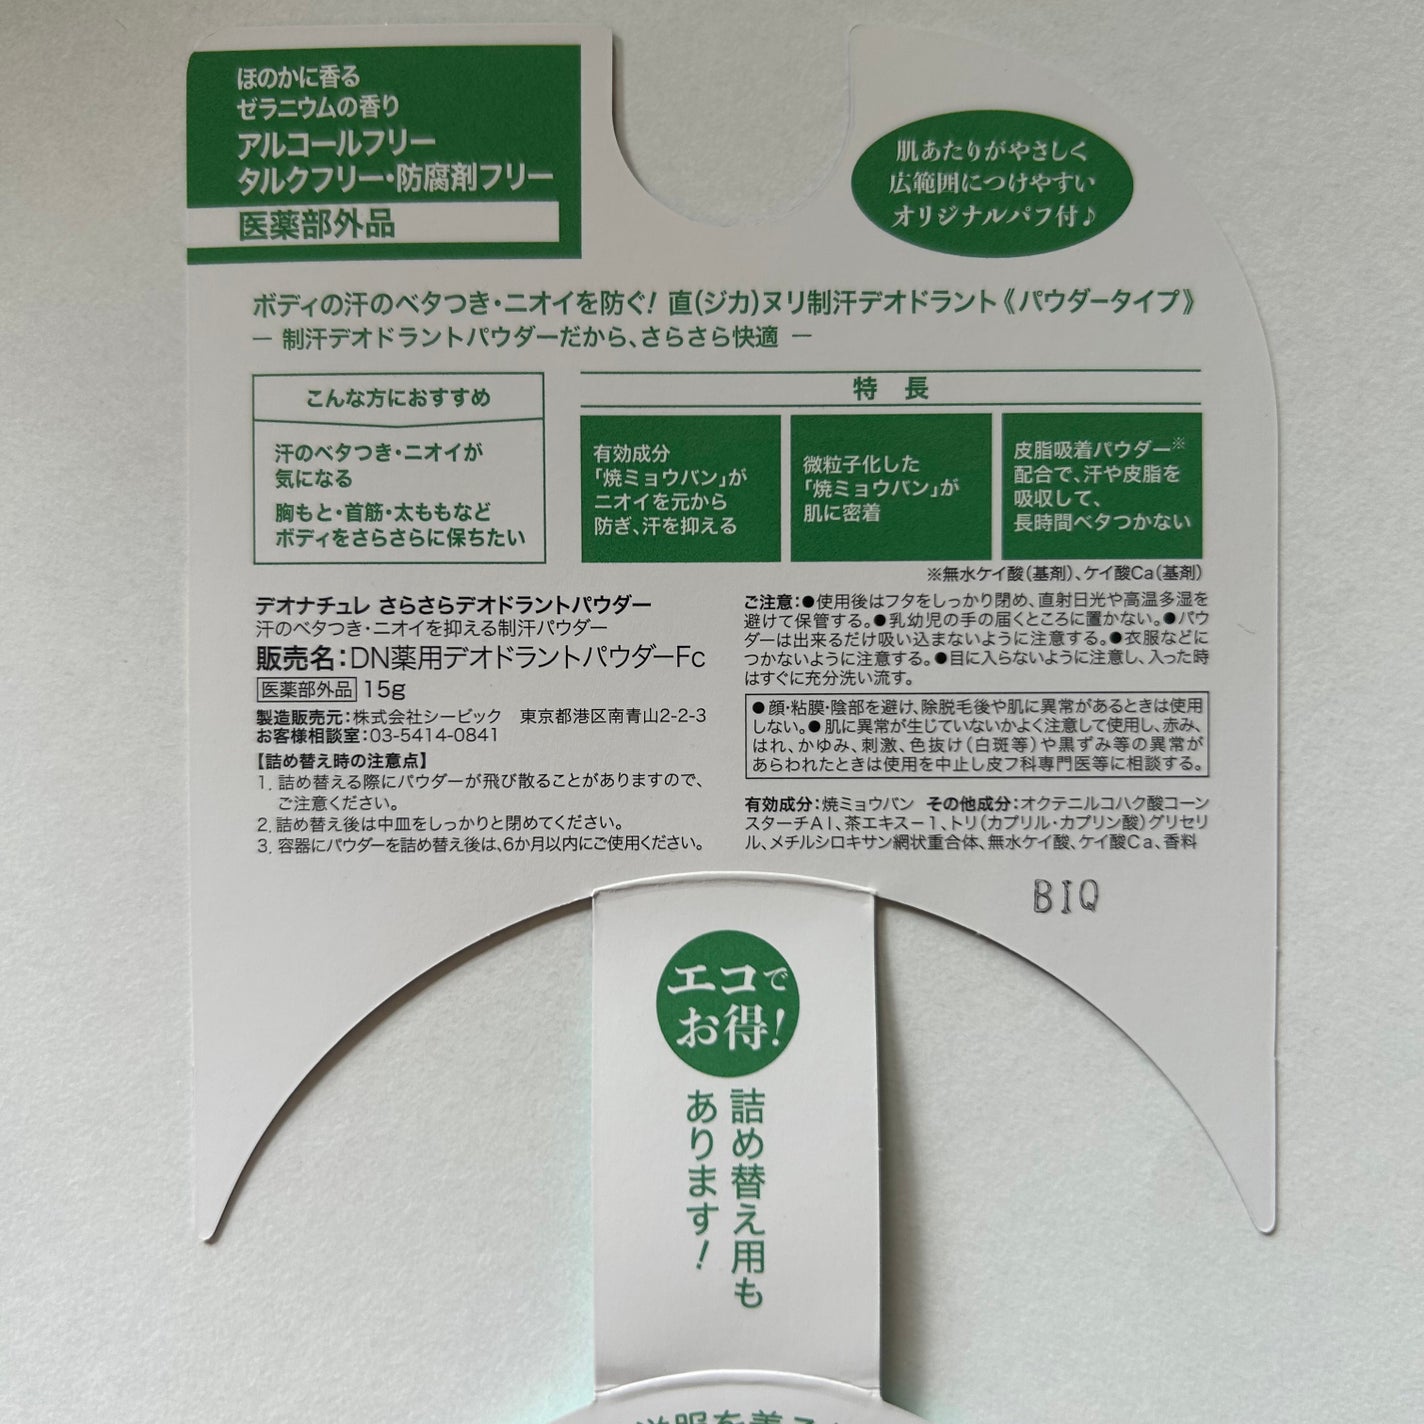 ほのかに香る
ゼラニウムの香り
アルコールフリー
タルクフリー・防腐剤フリー
医薬部外品
肌あたりがやさしく
広範囲につけやすい
オリジナルパフ付♪
ボディの汗のベタつき・ニオイを防ぐ! 直(ジカ)ヌリ制汗デオドラント《パウダータイプ》
― 制汗デオドラントパウダーだから、さらさら快適 ―
こんな方におすすめ
汗のベタつき・ニオイが
気になる
胸もと・首筋・太ももなど
ボディをさらさらに保ちたい
特 長
有効成分
「焼ミョウバン」が
ニオイを元から
防ぎ、汗を抑える
微粒子化した
「焼ミョウバン」が
肌に密着
皮脂吸着パウダー※
配合で、汗や皮脂を
吸収して、
長時間ベタつかない
※無水ケイ酸(基剤)、ケイ酸Ca(基剤)
デオナチュレ さらさらデオドラントパウダー
汗のベタつき・ニオイを抑える制汗パウダー
販売名:DN薬用デオドラントパウダーFc
医薬部外品 15g
製造販売元:株式会社シービック 東京都港区南青山2-2-3
お客様相談室:03-5414-0841
【詰め替え時の注意点】
1. 詰め替える際にパウダーが飛び散ることがありますので、
ご注意ください。
2. 詰め替え後は中皿をしっかりと閉めてください。
3. 容器にパウダーを詰め替え後は、6か月以内にご使用ください。
ご注意:●使用後はフタをしっかり閉め、直射日光や高温多湿を
避けて保管する。●乳幼児の手の届くところに置かない。●パウ
ダーは出来るだけ吸い込まないように注意する。●衣服などに
つかないように注意する。●目に入らないように注意し、入った時
はすぐに充分洗い流す。
●顔・粘膜・陰部を避け、除脱毛後や肌に異常があるときは使用
しない。●肌に異常が生じていないかよく注意して使用し、赤み、
はれ、かゆみ、刺激、色抜け(白斑等)や黒ずみ等の異常が
あらわれたときは使用を中止し皮フ科専門医等に相談する。
有効成分:焼ミョウバン その他成分:オクテニルコハク酸コーン
スターチAl、茶エキス-1、トリ(カプリル・カプリン酸)グリセリ
ル、メチルシロキサン網状重合体、無水ケイ酸、ケイ酸Ca、香料
BIQ
エコで
お得!
詰め替え用も
あります!